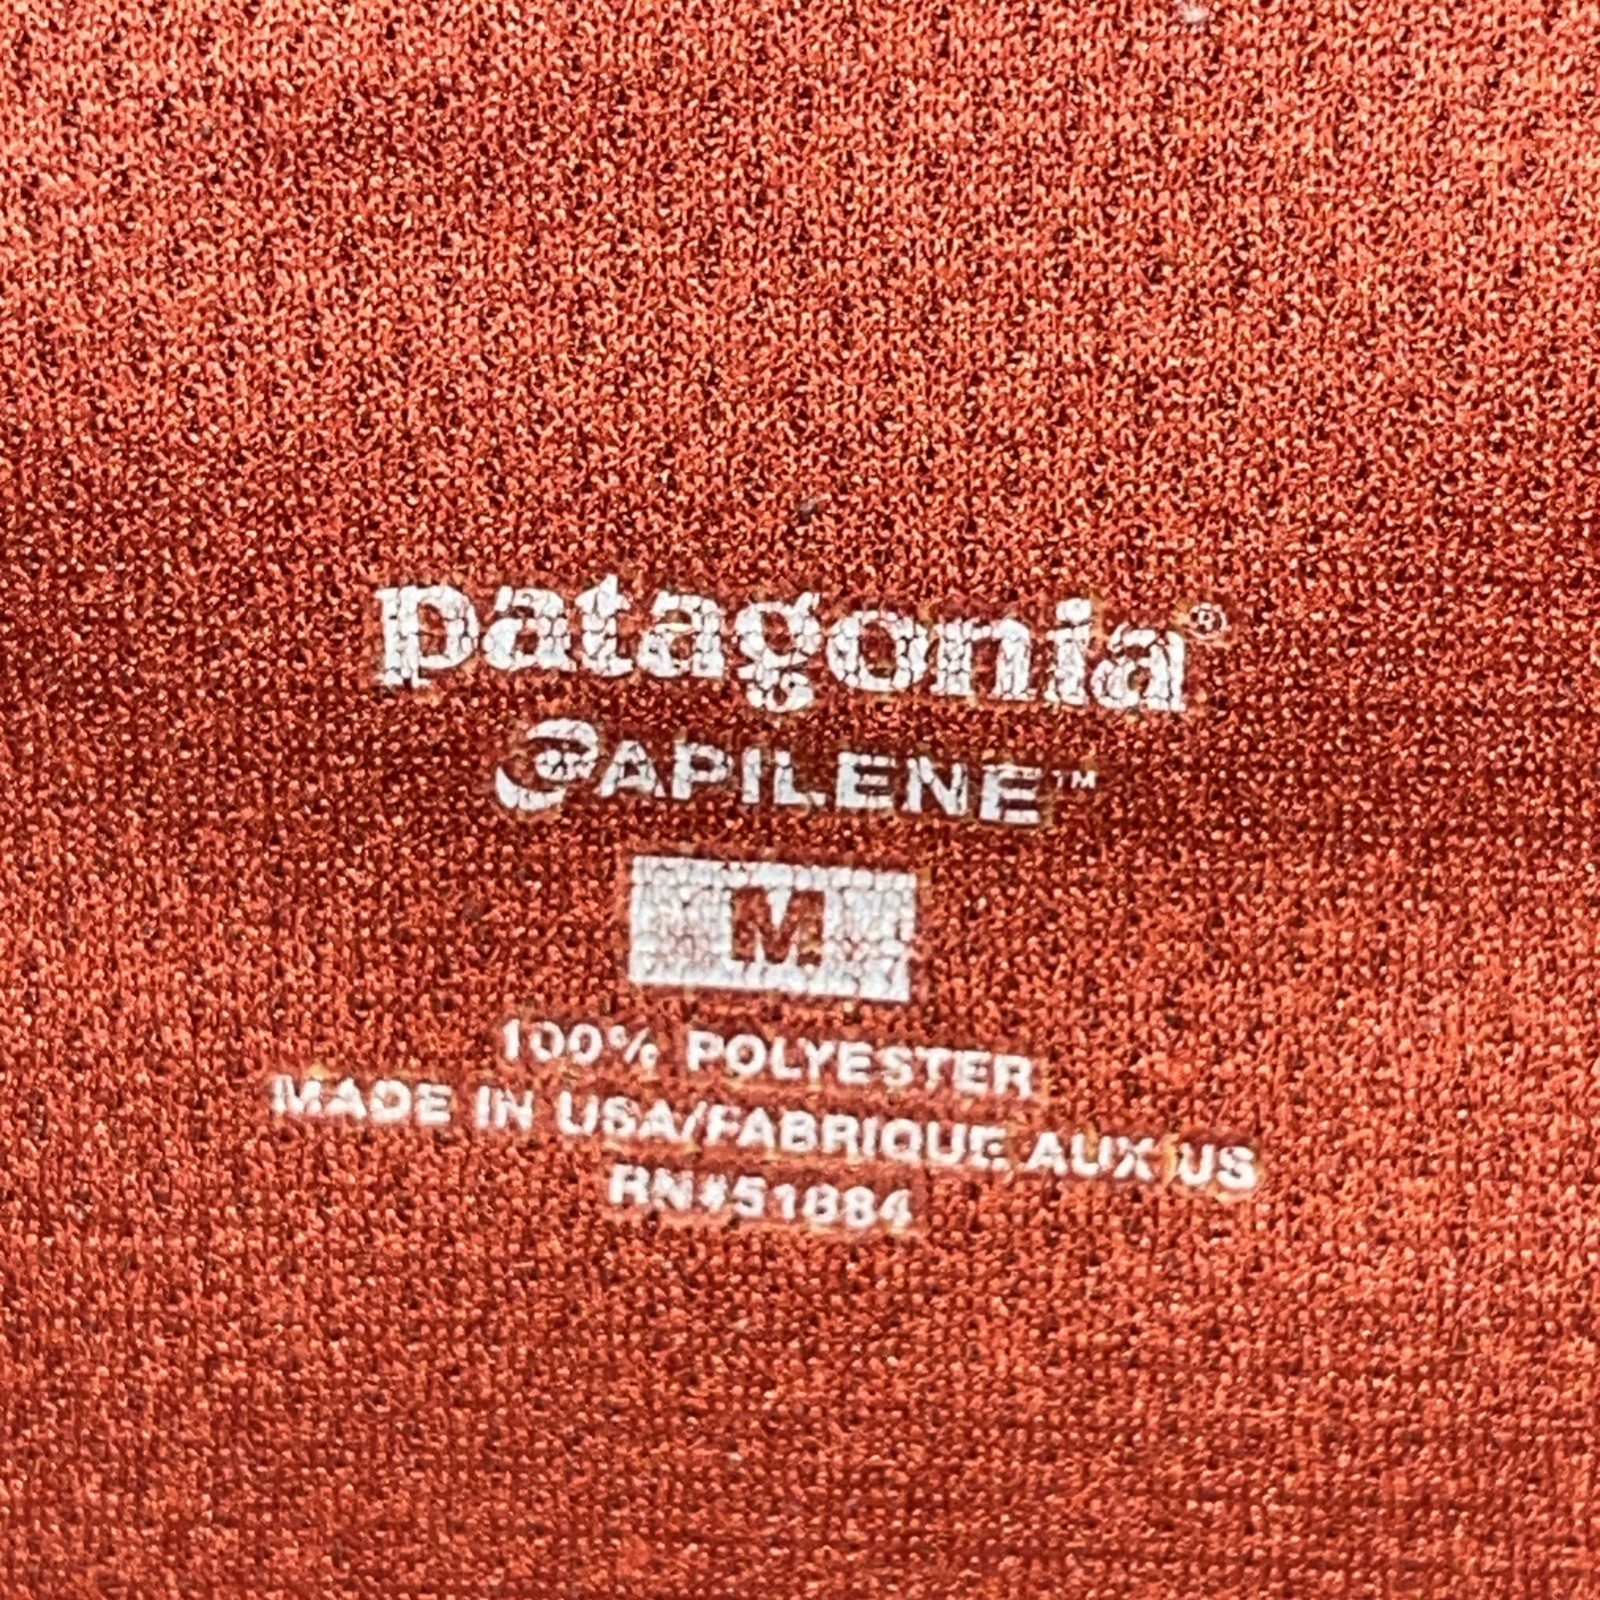 patagonia®
CAPILENE™
M
100% POLYESTER
MADE IN USA/FABRIQUE AUX US
RN#51884